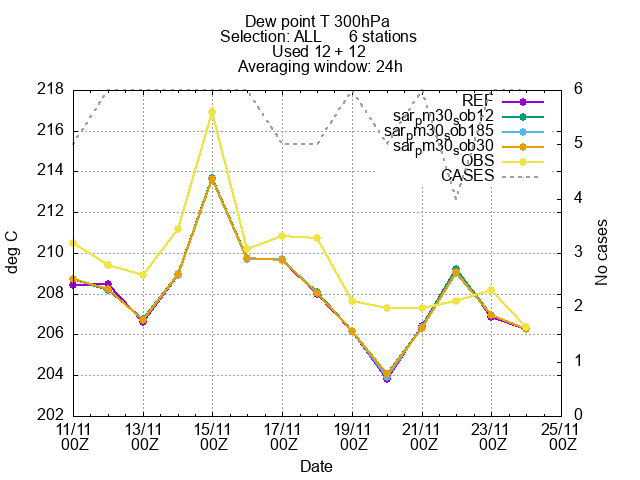 Dew point T 300hPa
Selection: ALL 6 stations
Used 12 + 12
Averaging window: 24h
218
216
214
212
210
208
206
204
202
deg C
6
5
4
3
2
1
0
No cases
REF
sarpm30sob12
sarpm30sob185
sarpm30sob30
OBS
CASES
11/11 13/11 15/11 17/11 19/11 21/11 23/11 25/11
00Z 00Z 00Z 00Z 00Z 00Z 00Z 00Z
Date